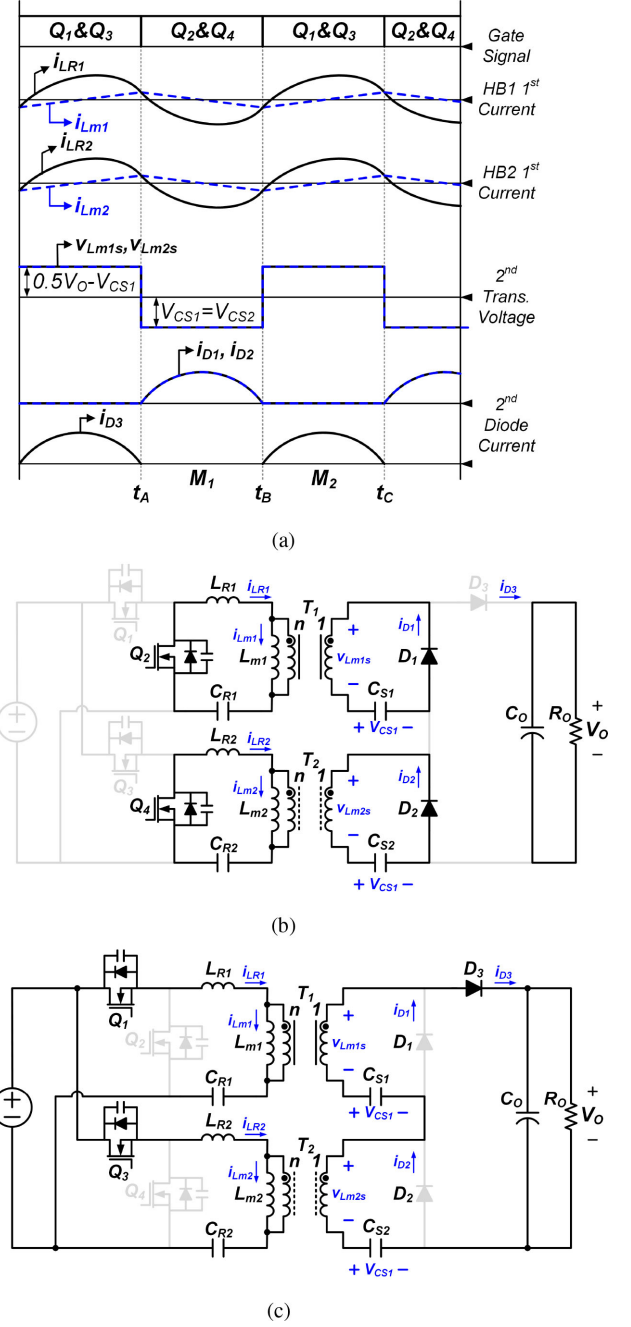 Q1&Q3 Q2&Q4 Q1&Q3 Q2&Q4
Gate
Signal
iLR1
HB1 1st
Current
iLm1
iLR2
HB2 1st
Current
iLm2
vLm1s,vLm2s
0.5VO-VCS1
VCS1=VCS2
2nd
Trans.
Voltage
iD1, iD2
2nd
Diode
Current
iD3
M1 M2
tA tB tC
(a)
LR1 iLR1 D3 iD3
Q1
T1
n 1
Q2 iLm1 Lm1 + vLm1s − iD1 D1
CR1 CS1
+ VCS1 −
LR2 iLR2
Q3
T2
n 1
CO RO + VO −
Q4 iLm2 Lm2 + vLm2s − iD2 D2
CR2 CS2
+ VCS1 −
(b)
LR1 iLR1 D3 iD3
Q1
T1
n 1
Q2 iLm1 Lm1 + vLm1s − iD1 D1
CR1 CS1
+ VCS1 −
LR2 iLR2
Q3
T2
n 1
CO RO + VO −
Q4 iLm2 Lm2 + vLm2s − iD2 D2
CR2 CS2
+ VCS1 −
(c)